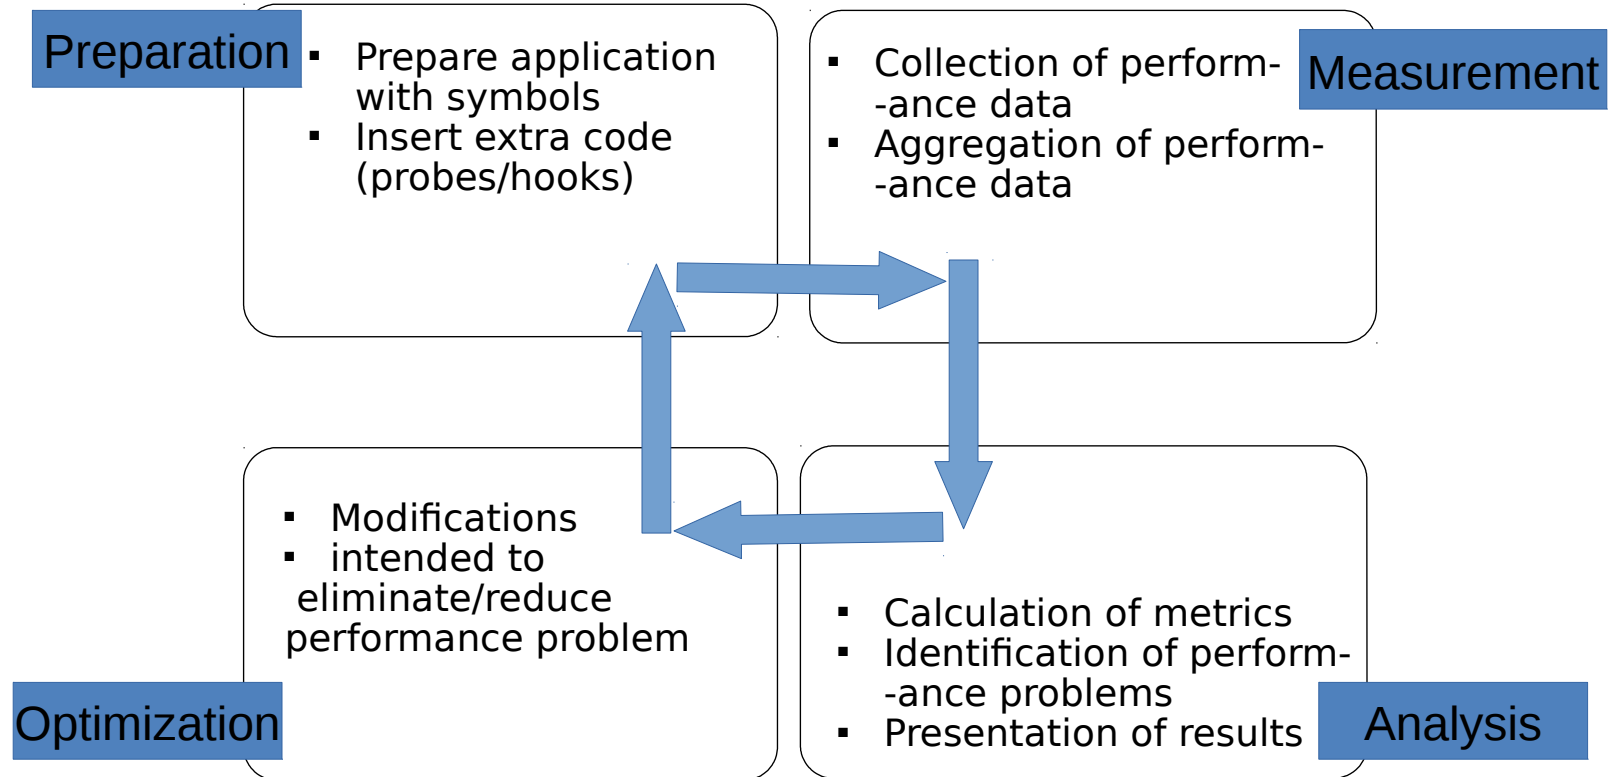 Preparation
▪ Prepare application
with symbols
▪ Insert extra code
(probes/hooks)
Measurement
▪ Collection of perform-
-ance data
▪ Aggregation of perform-
-ance data
Optimization
▪ Modifications
▪ intended to
eliminate/reduce
performance problem
Analysis
▪ Calculation of metrics
▪ Identification of perform-
-ance problems
▪ Presentation of results